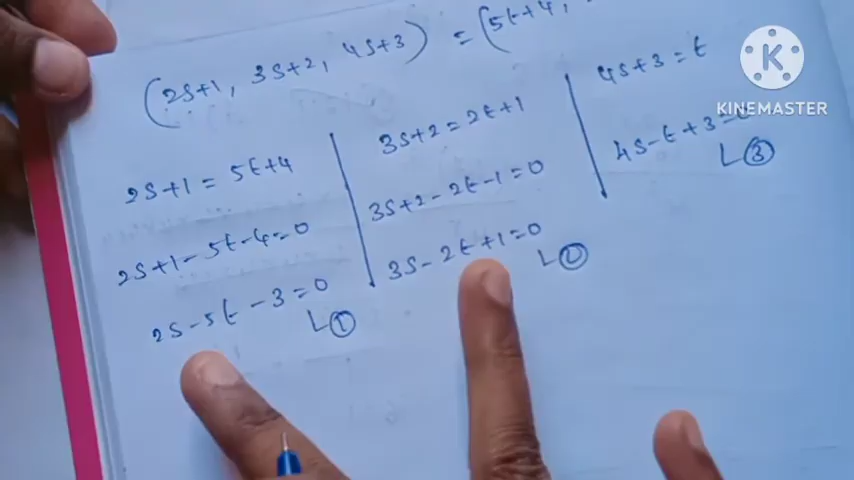 (2s+1, 3s+2, 4s+3) = (5t+4,
2s+1 = 5t+4
2s+1-5t-4=0
2s-5t-3=0
L①
3s+2=2t+1
3s+2-2t-1=0
3s-2t+1=0
L②
4s+3=t
4s-t+3=0
L③
K
KINEMASTER